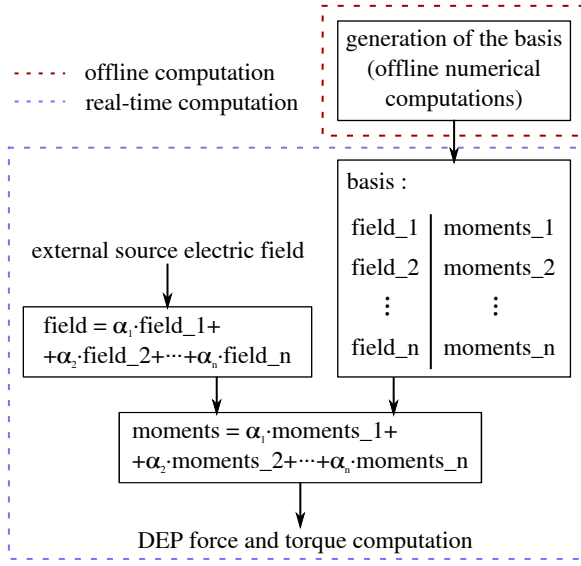 generation of the basis
(offline numerical
computations)
offline computation
real-time computation
basis :
field_1 moments_1
field_2 moments_2
⋮ ⋮
field_n moments_n
external source electric field
field = α₁·field_1+
+α₂·field_2+···+αₙ·field_n
moments = α₁·moments_1+
+α₂·moments_2+···+αₙ·moments_n
DEP force and torque computation